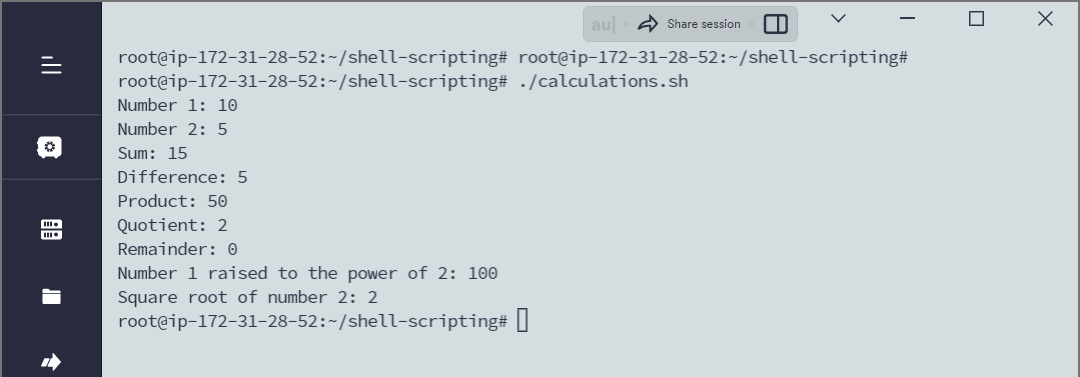 au| Share session
root@ip-172-31-28-52:~/shell-scripting# root@ip-172-31-28-52:~/shell-scripting#
root@ip-172-31-28-52:~/shell-scripting# ./calculations.sh
Number 1: 10
Number 2: 5
Sum: 15
Difference: 5
Product: 50
Quotient: 2
Remainder: 0
Number 1 raised to the power of 2: 100
Square root of number 2: 2
root@ip-172-31-28-52:~/shell-scripting#